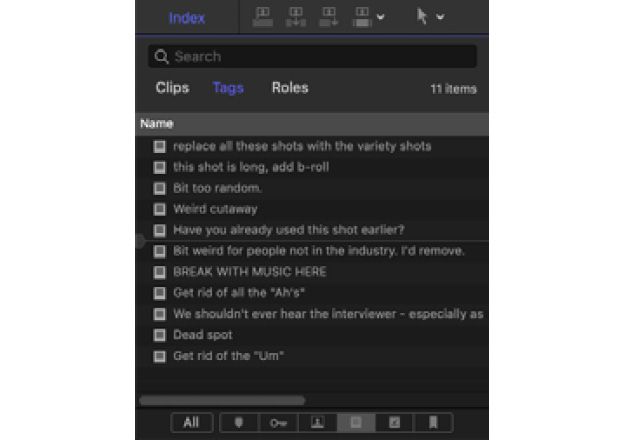 Index
Search
Clips Tags Roles 11 items
Name
replace all these shots with the variety shots
this shot is long, add b-roll
Bit too random.
Weird cutaway
Have you already used this shot earlier?
Bit weird for people not in the industry. I'd remove.
BREAK WITH MUSIC HERE
Get rid of all the "Ah's"
We shouldn't ever hear the interviewer - especially as
Dead spot
Get rid of the "Um"
All